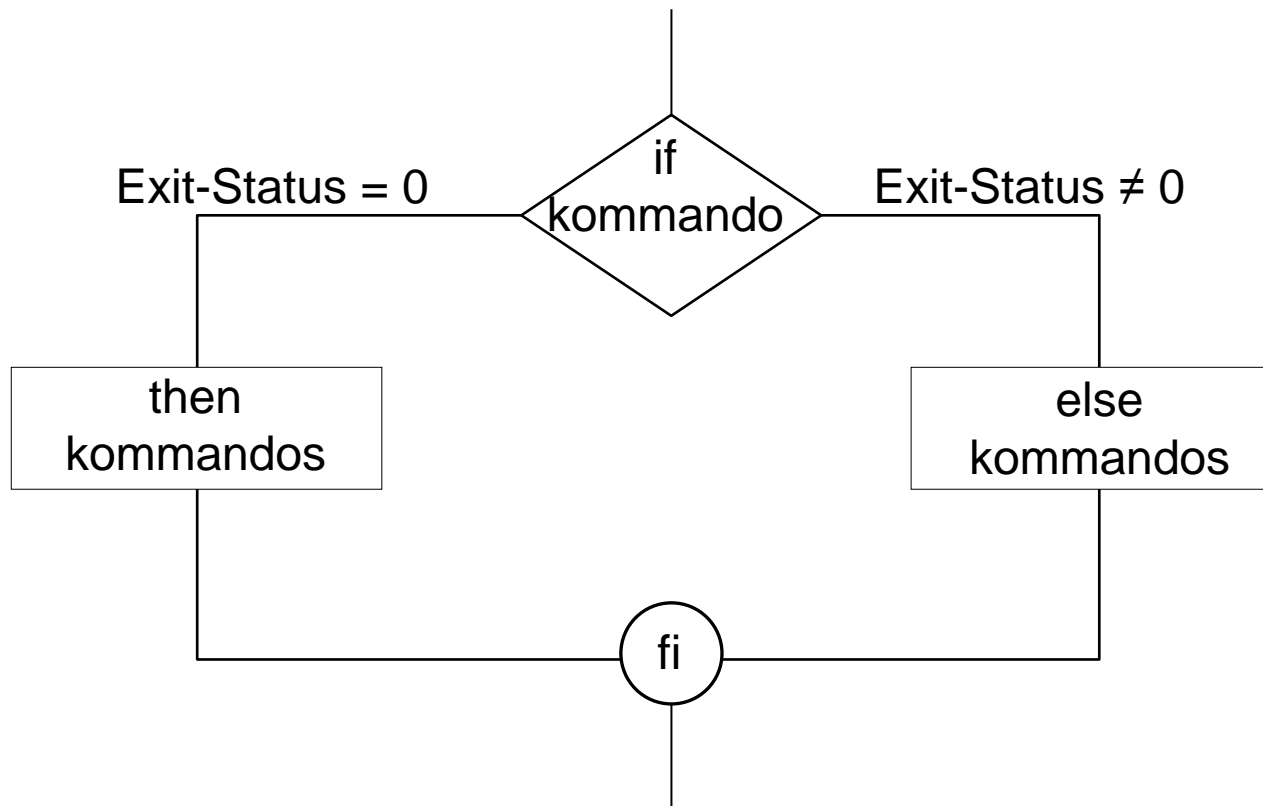 if
kommando
Exit-Status = 0
Exit-Status ≠ 0
then
kommandos
else
kommandos
fi